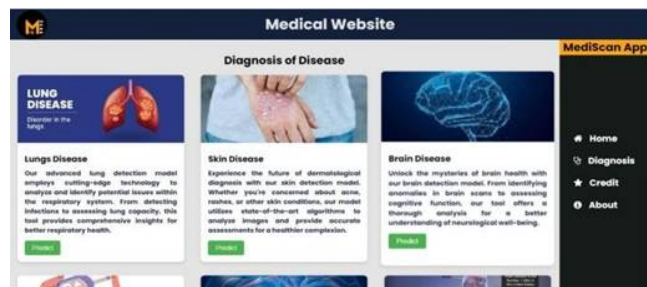 ME
Medical Website
MediScan App
Diagnosis of Disease
LUNG
DISEASE
Disorder in the
lungs
Lungs Disease
Our advanced lung detection model
employs cutting-edge technology to
analyze and identify potential issues within
the respiratory system. From detecting
infections to assessing lung capacity, this
tool provides comprehensive insights for
better respiratory health.
Predict
Skin Disease
Experience the future of dermatological
diagnosis with our skin detection model.
Whether you're concerned about acne,
rashes, or other skin conditions, our model
utilizes state-of-the-art algorithms to
analyze images and provide accurate
assessments for a healthier complexion.
Predict
Brain Disease
Unlock the mysteries of brain health with
our brain detection model. From identifying
anomalies in brain scans to assessing
cognitive function, our tool offers a
thorough analysis for a better
understanding of neurological well-being.
Predict
Home
Diagnosis
Credit
About